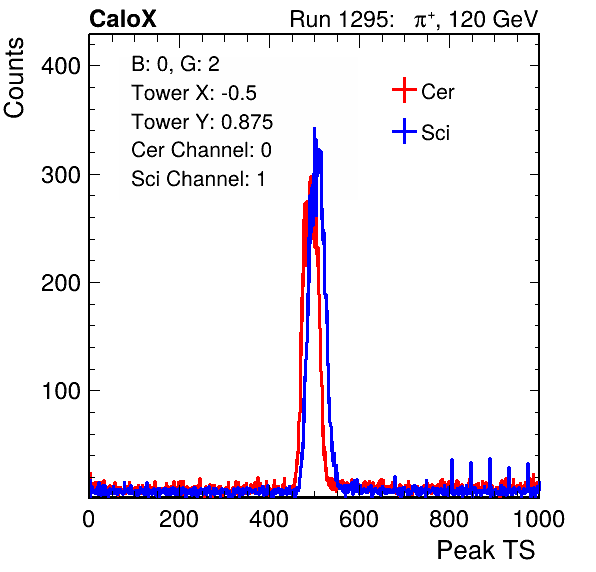 CaloX
Run 1295: π⁺, 120 GeV
Counts
400
300
200
100
B: 0, G: 2
Tower X: -0.5
Tower Y: 0.875
Cer Channel: 0
Sci Channel: 1
Cer
Sci
0 200 400 600 800 1000
Peak TS